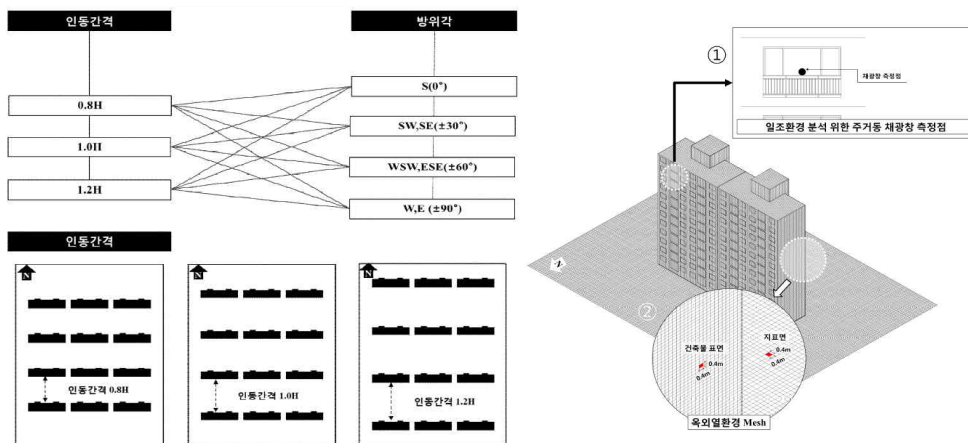 인동간격
방위각
0.8H
1.0H
1.2H
S(0°)
SW,SE(±30°)
WSW,ESE(±60°)
W,E (±90°)
인동간격
N
인동간격 0.8H
N
인동간격 1.0H
N
인동간격 1.2H
①
채광창 측정점
일조환경 분석 위한 주거동 채광창 측정점
②
건축물 표면
0.4m
0.4m
지표면
0.4m
0.4m
옥외열환경 Mesh